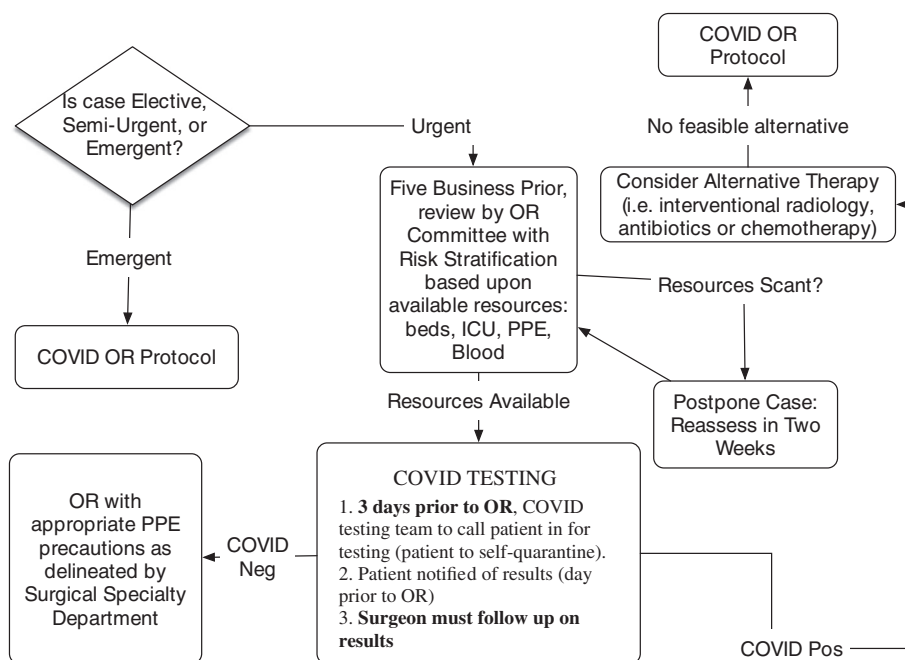 Is case Elective,
Semi-Urgent, or
Emergent?
Urgent
Emergent
COVID OR Protocol
Five Business Prior,
review by OR
Committee with
Risk Stratification
based upon
available resources:
beds, ICU, PPE,
Blood
Resources Scant?
Postpone Case:
Reassess in Two
Weeks
Resources Available
COVID OR
Protocol
No feasible alternative
Consider Alternative Therapy
(i.e. interventional radiology,
antibiotics or chemotherapy)
COVID TESTING
1. 3 days prior to OR, COVID
testing team to call patient in for
testing (patient to self-quarantine).
2. Patient notified of results (day
prior to OR)
3. Surgeon must follow up on
results
COVID
Neg
OR with
appropriate PPE
precautions as
delineated by
Surgical Specialty
Department
COVID Pos